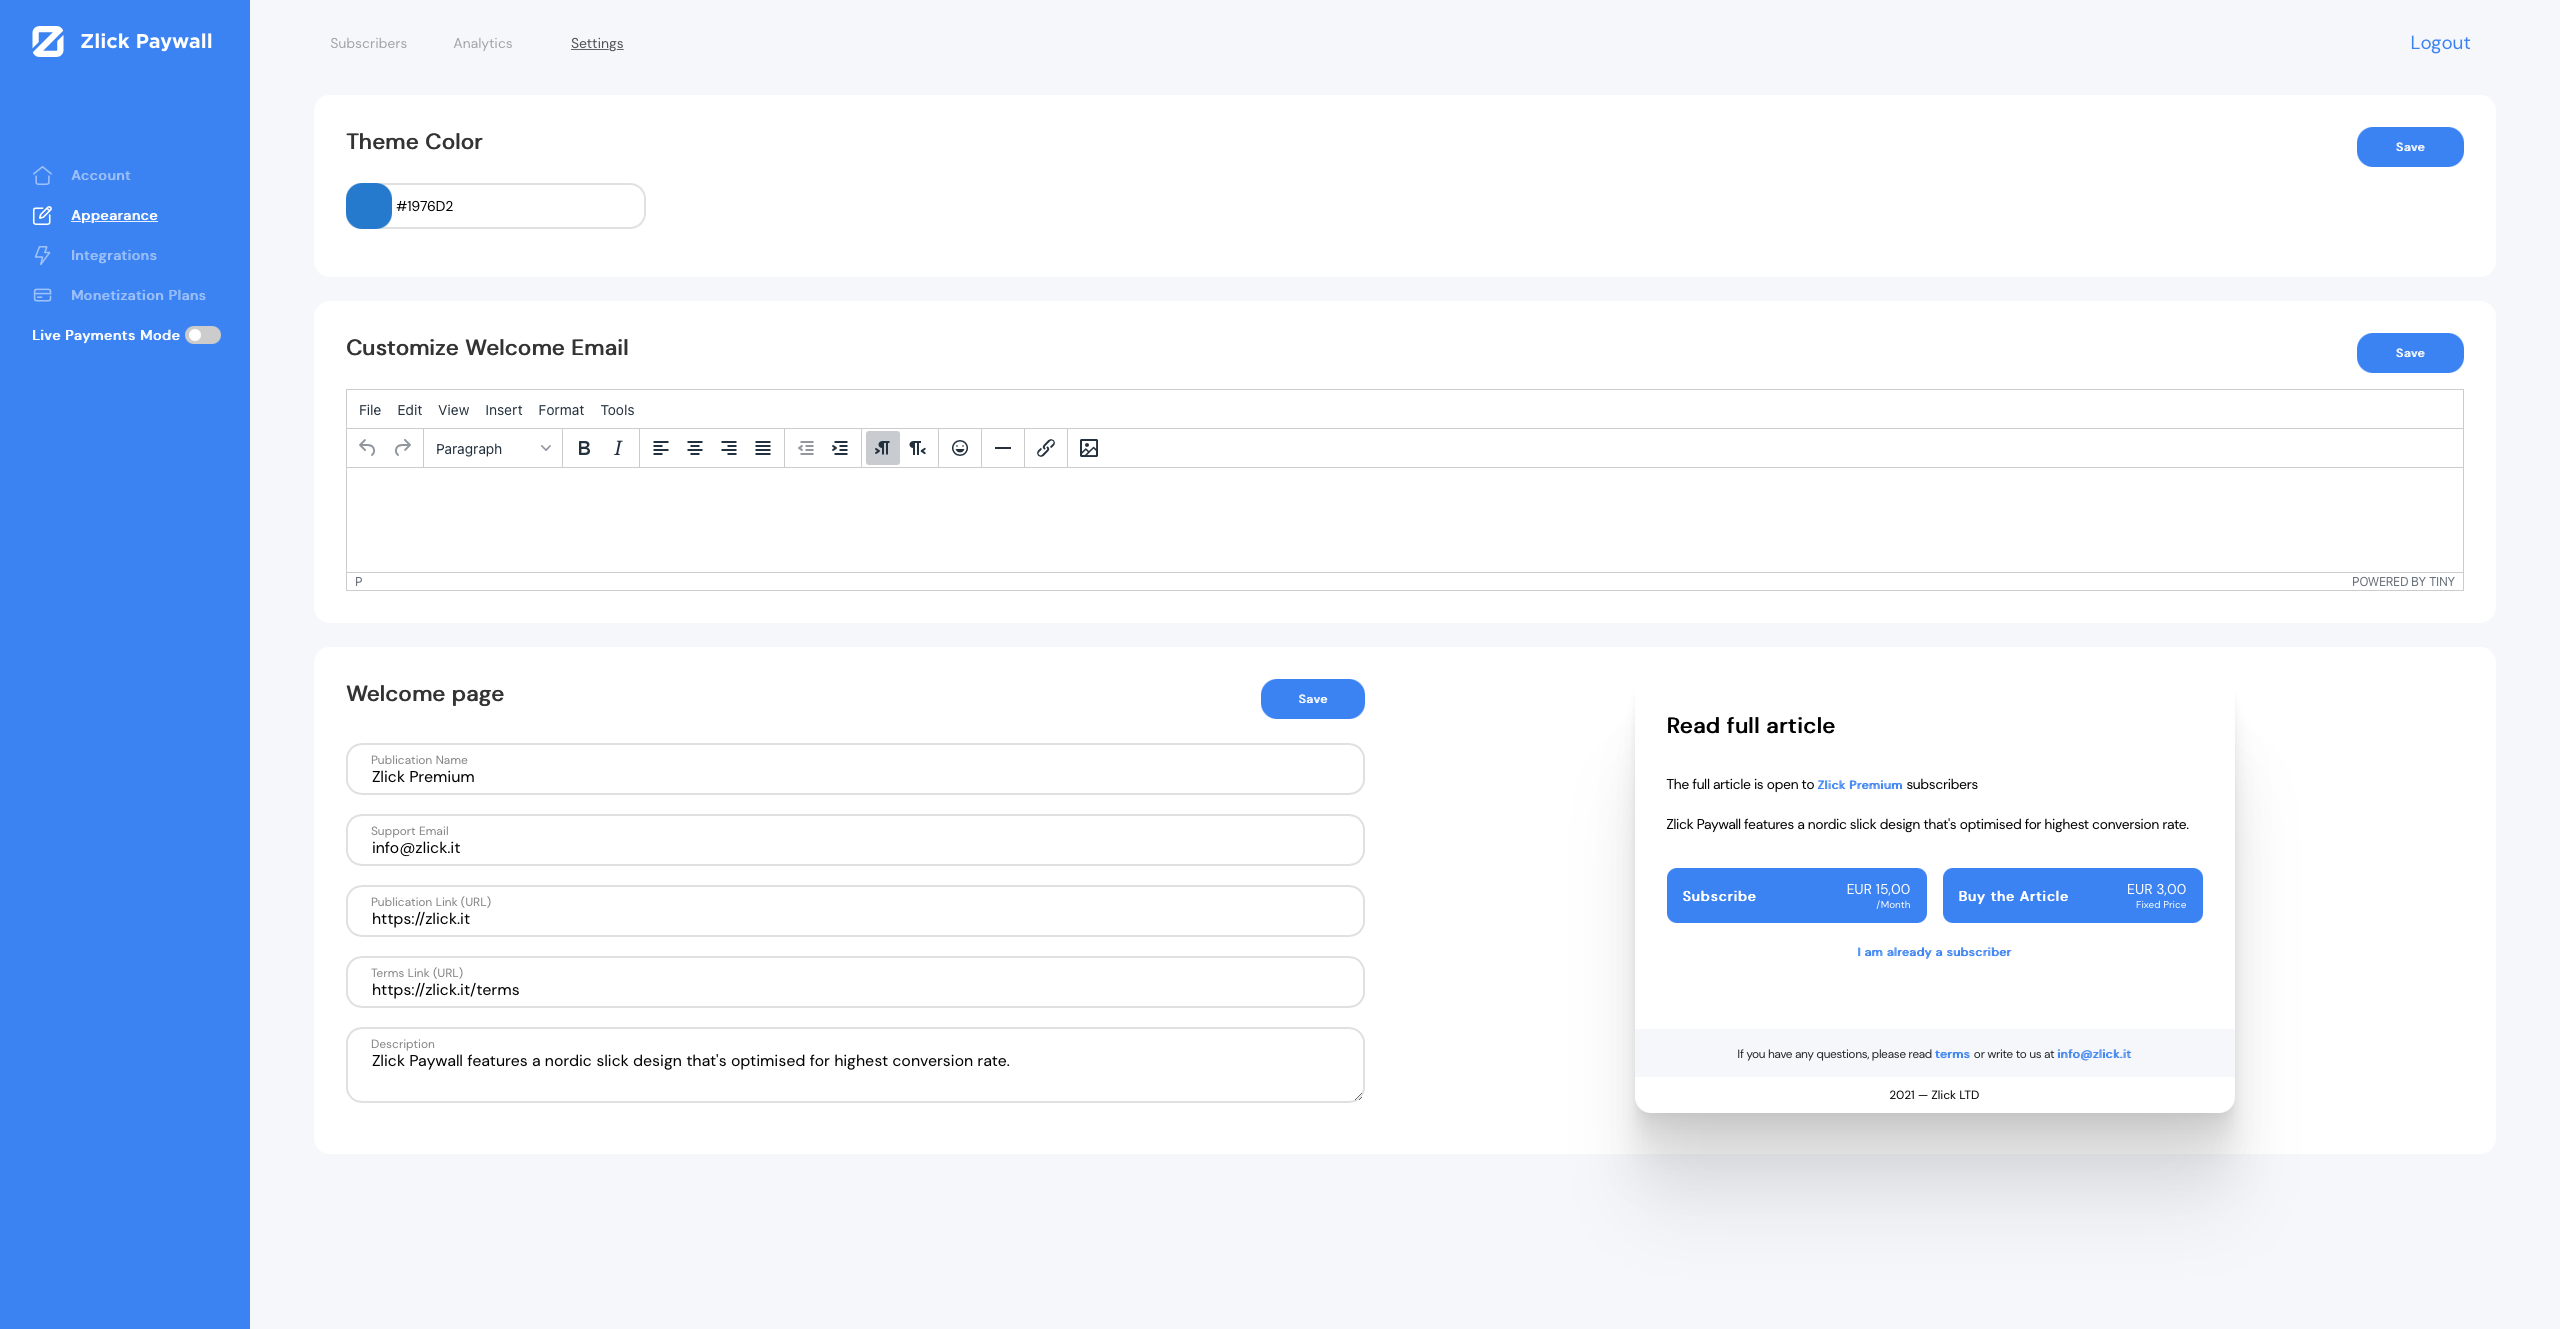 Zlick Paywall
Account
Appearance
Integrations
Monetization Plans
Live Payments Mode
Subscribers Analytics Settings Logout
Theme Color
Save
#1976D2
Customize Welcome Email
Save
File Edit View Insert Format Tools
Paragraph
P
POWERED BY TINY
Welcome page
Save
Publication Name
Zlick Premium
Support Email
info@zlick.it
Publication Link (URL)
https://zlick.it
Terms Link (URL)
https://zlick.it/terms
Description
Zlick Paywall features a nordic slick design that's optimised for highest conversion rate.
Read full article
The full article is open to Zlick Premium subscribers
Zlick Paywall features a nordic slick design that's optimised for highest conversion rate.
Subscribe
EUR 15,00
/Month
Buy the Article
EUR 3,00
Fixed Price
I am already a subscriber
If you have any questions, please read terms or write to us at info@zlick.it
2021 — Zlick LTD